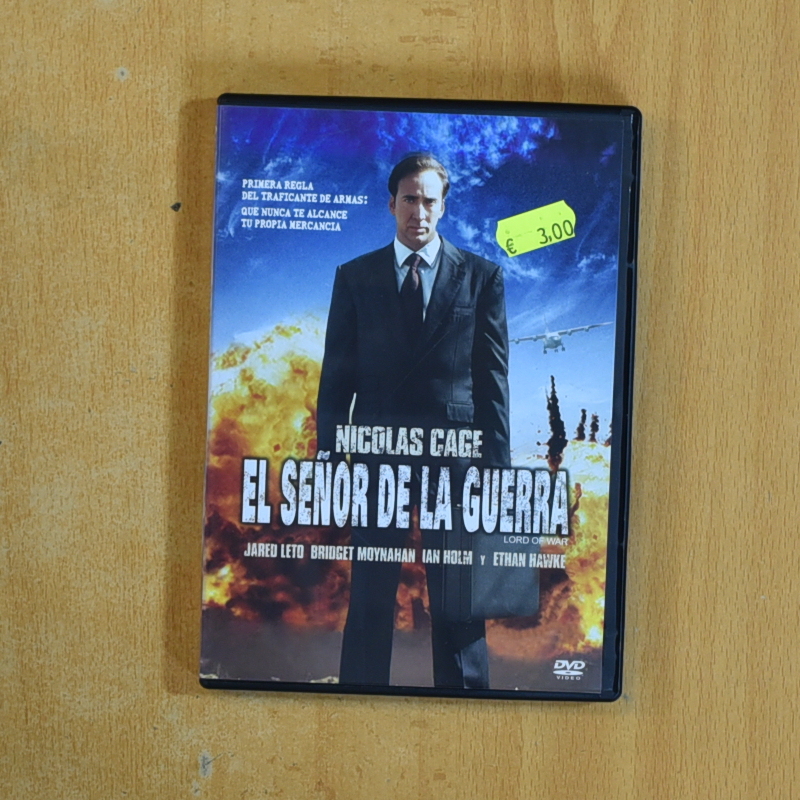 PRIMERA REGLA
DEL TRAFICANTE DE ARMAS:
QUE NUNCA TE ALCANCE
TU PROPIA MERCANCIA
€ 3,00
NICOLAS CAGE
EL SEÑOR DE LA GUERRA
LORD OF WAR
JARED LETO BRIDGET MOYNAHAN IAN HOLM Y ETHAN HAWKE
DVD
VIDEO